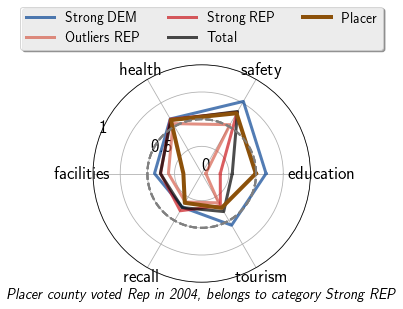 Strong DEM Strong REP Placer
Outliers REP Total
health safety
1
0.5
0
facilities education
recall tourism
Placer county voted Rep in 2004, belongs to category Strong REP